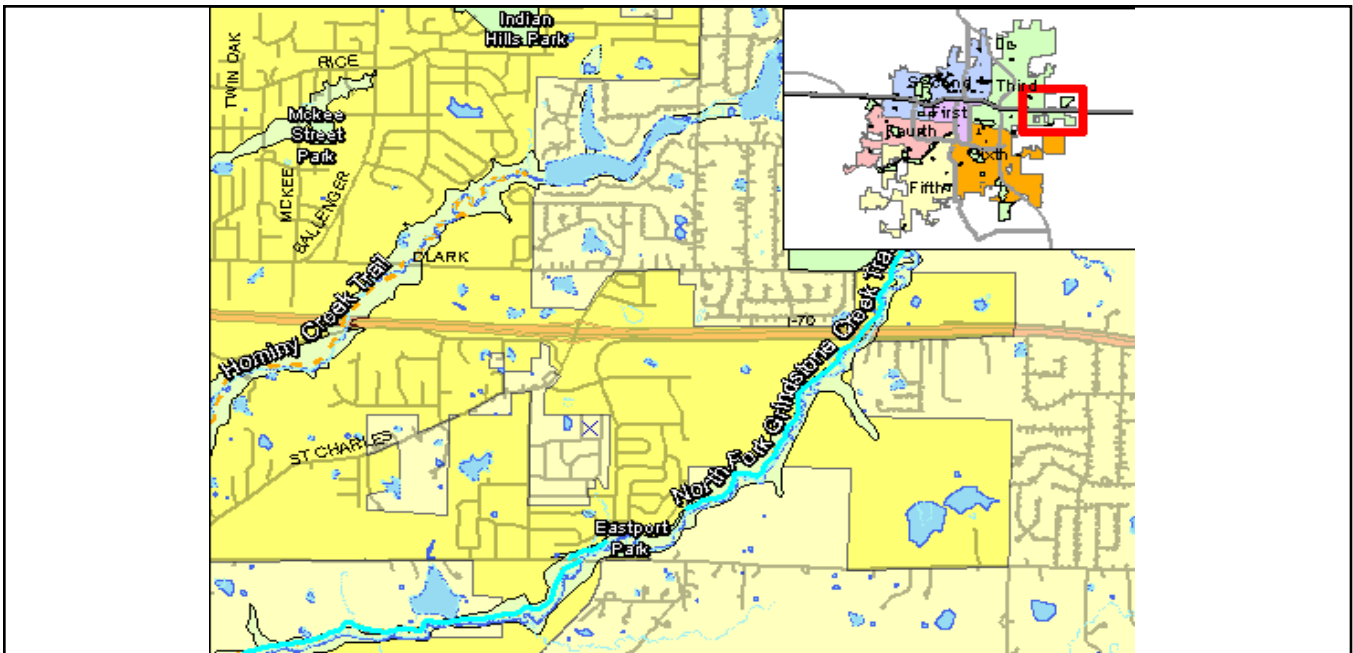 Indian
Hills Park
TWIN OAK
RICE
Mckee
Street
Park
MCKEE
BALLENGER
CLARK
Hominy Creek Trail
I-70
ST CHARLES
North Fork Grindstone Creek Trail
Eastport
Park
Second
Third
First
Fourth
Sixth
Fifth